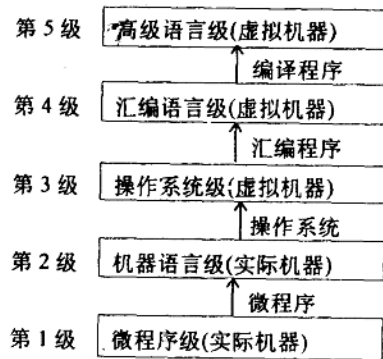 第5级 高级语言级(虚拟机器)
编译程序
第4级 汇编语言级(虚拟机器)
汇编程序
第3级 操作系统级(虚拟机器)
操作系统
第2级 机器语言级(实际机器)
微程序
第1级 微程序级(实际机器)